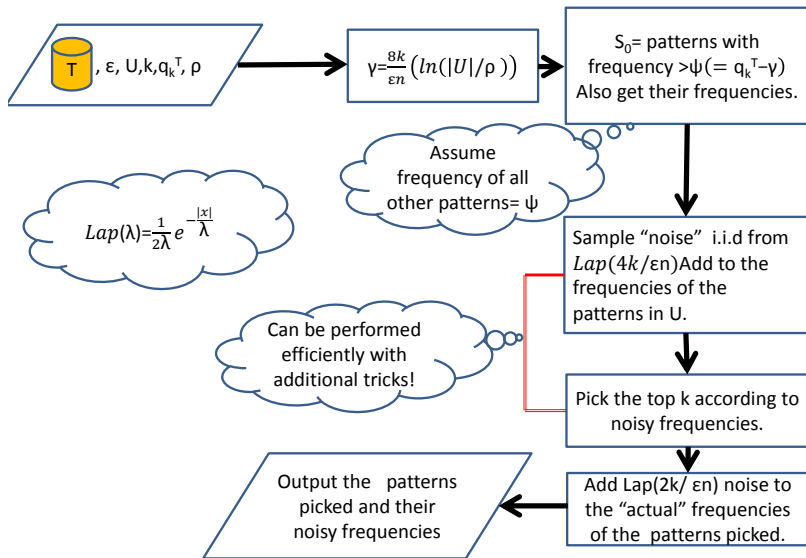 T , ε, U,k,qₖᵀ, ρ
γ=8k/εn (ln(|U|/ρ ))
S₀= patterns with
frequency >ψ(= qₖᵀ−γ)
Also get their frequencies.
Assume
frequency of all
other patterns= ψ
Lap(λ)=1/2λ e^−|x|/λ
Sample “noise” i.i.d from
Lap(4k/εn)Add to the
frequencies of the
patterns in U.
Can be performed
efficiently with
additional tricks!
Pick the top k according to
noisy frequencies.
Add Lap(2k/ εn) noise to
the “actual” frequencies
of the patterns picked.
Output the patterns
picked and their
noisy frequencies